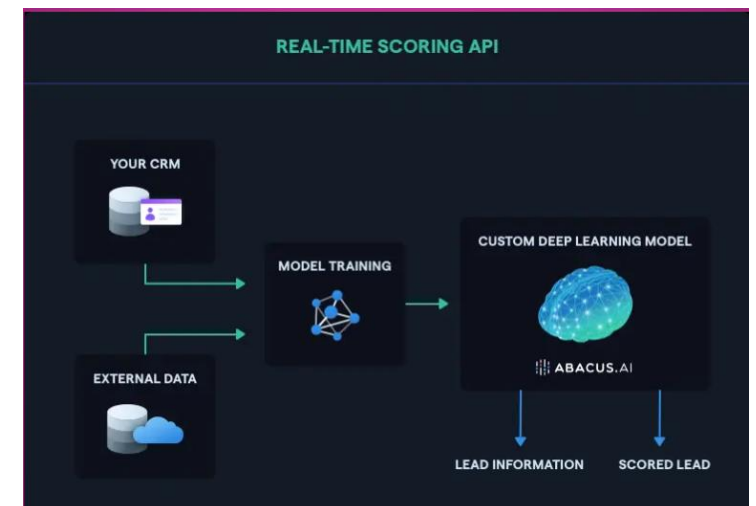 REAL-TIME SCORING API
YOUR CRM
MODEL TRAINING
CUSTOM DEEP LEARNING MODEL
ABACUS.AI
EXTERNAL DATA
LEAD INFORMATION
SCORED LEAD